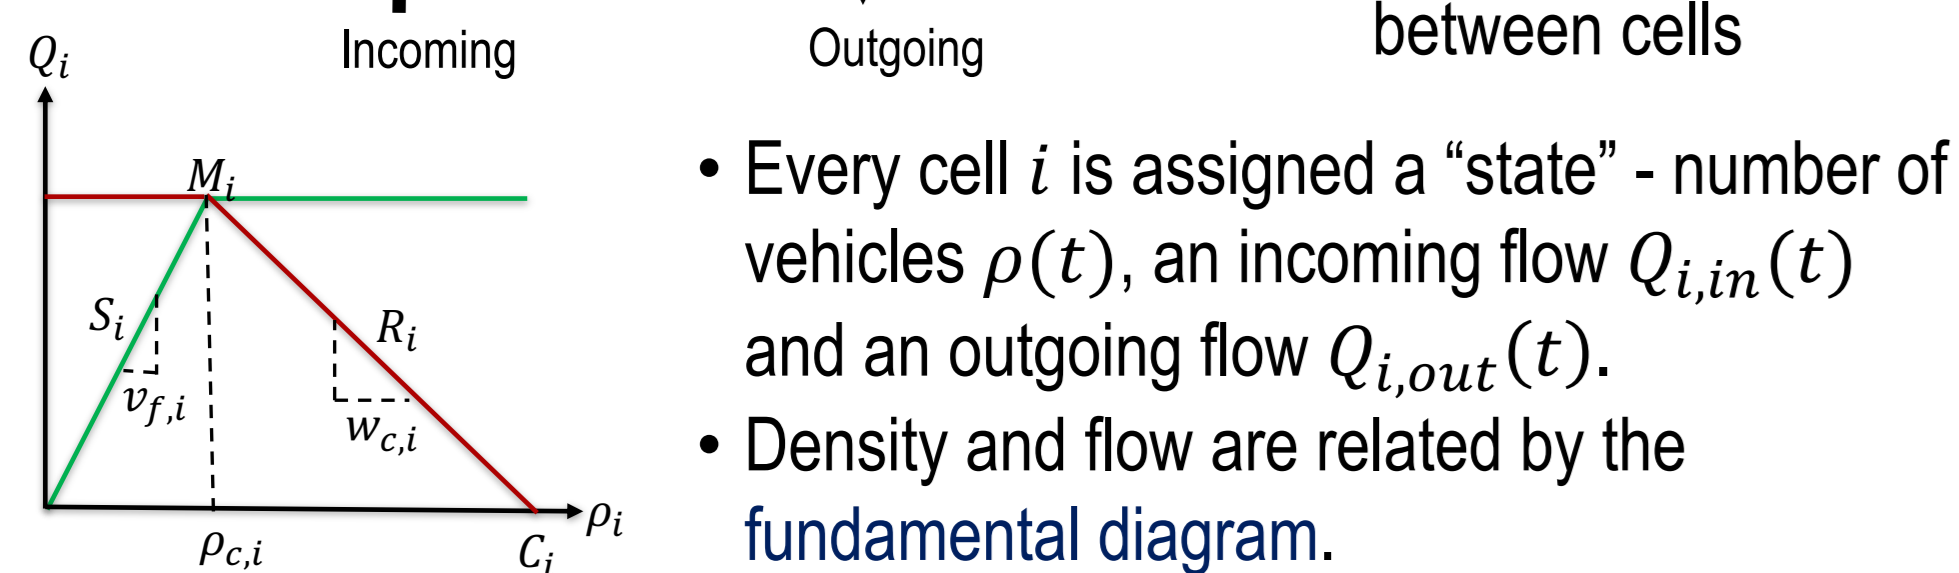 Incoming
Outgoing
between cells
Q_i
M_i
S_i
R_i
v_{f,i}
w_{c,i}
ρ_i
ρ_{c,i}
C_i
• Every cell i is assigned a “state” - number of
vehicles ρ(t), an incoming flow Q_{i,in}(t)
and an outgoing flow Q_{i,out}(t).
• Density and flow are related by the
fundamental diagram.